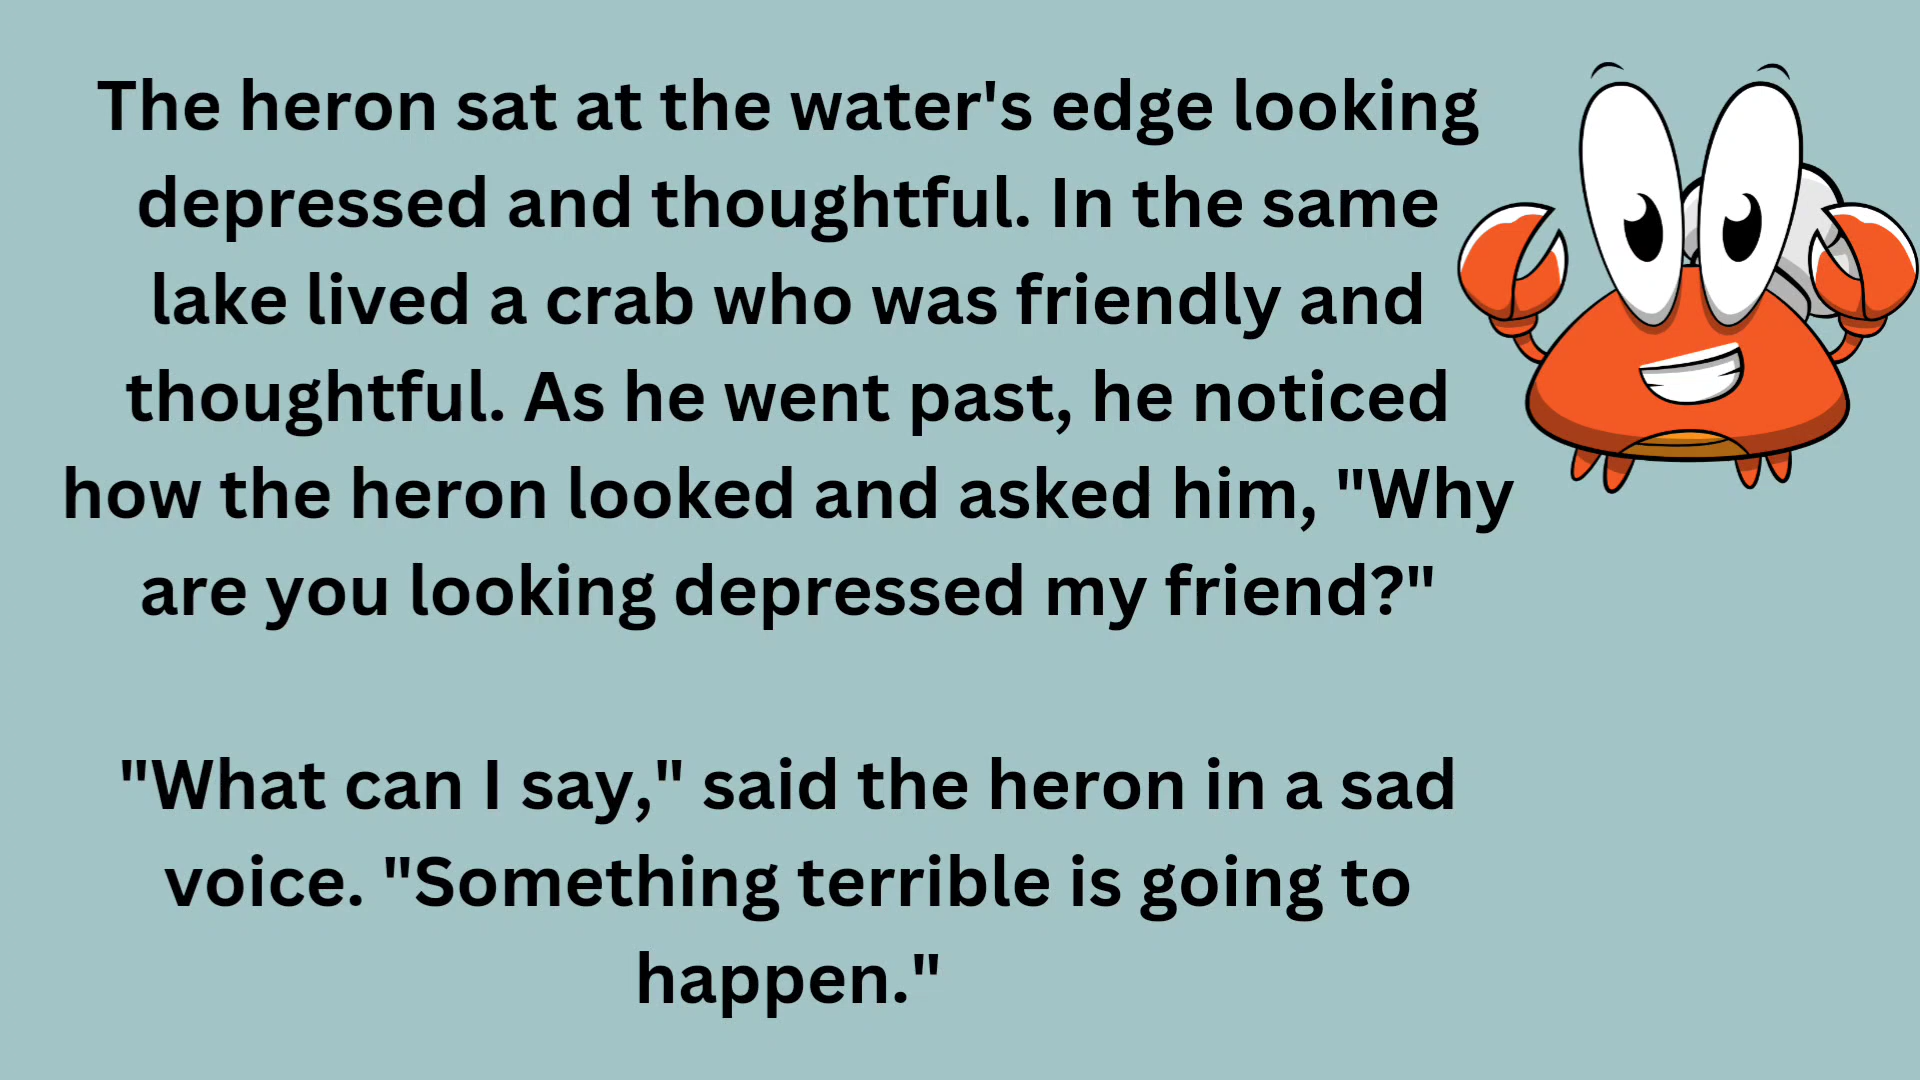 The heron sat at the water's edge looking
depressed and thoughtful. In the same
lake lived a crab who was friendly and
thoughtful. As he went past, he noticed
how the heron looked and asked him, "Why
are you looking depressed my friend?"
"What can I say," said the heron in a sad
voice. "Something terrible is going to
happen."